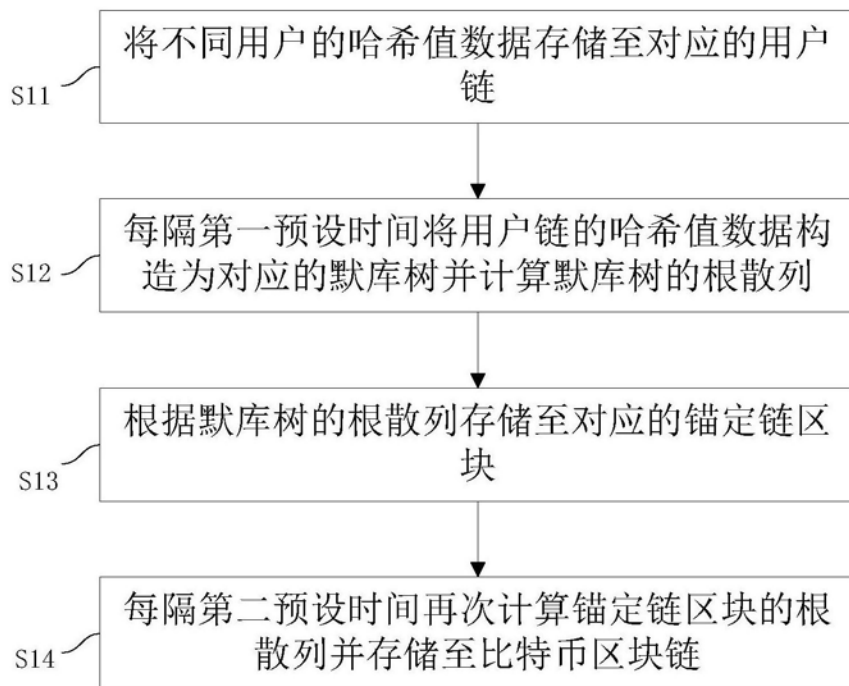 将不同用户的哈希值数据存储至对应的用户
链
S11
每隔第一预设时间将用户链的哈希值数据构
造为对应的默库树并计算默库树的根散列
S12
根据默库树的根散列存储至对应的锚定链区
块
S13
每隔第二预设时间再次计算锚定链区块的根
散列并存储至比特币区块链
S14